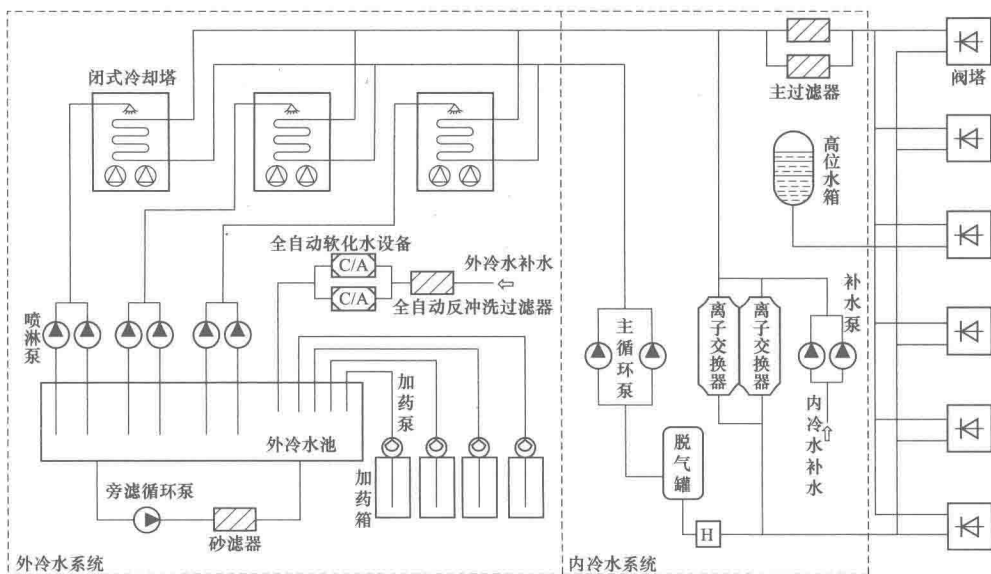 闭式冷却塔
主过滤器
阀塔
高位水箱
全自动软化水设备
C/A
C/A
外冷水补水
全自动反冲洗过滤器
喷淋泵
主循环泵
离子交换器
离子交换器
补水泵
内冷水补水
加药泵
外冷水池
加药箱
脱气罐
旁滤循环泵
砂滤器
H
外冷水系统
内冷水系统